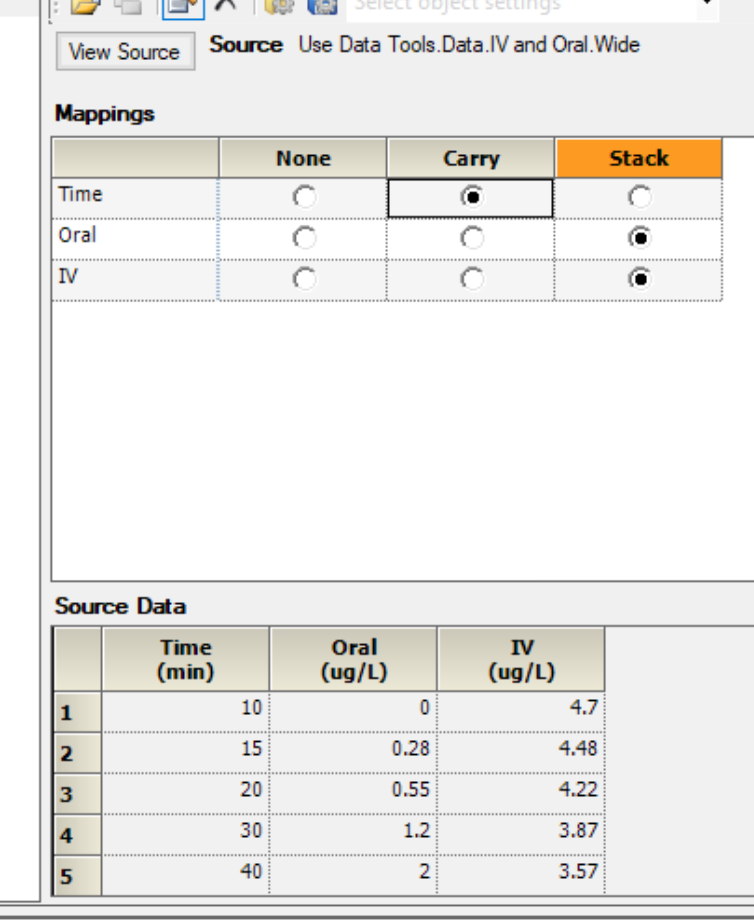 Select object settings
View Source Source Use Data Tools.Data.IV and Oral.Wide
Mappings
None Carry Stack
Time
Oral
IV
Source Data
Time (min) Oral (ug/L) IV (ug/L)
1 10 0 4.7
2 15 0.28 4.48
3 20 0.55 4.22
4 30 1.2 3.87
5 40 2 3.57